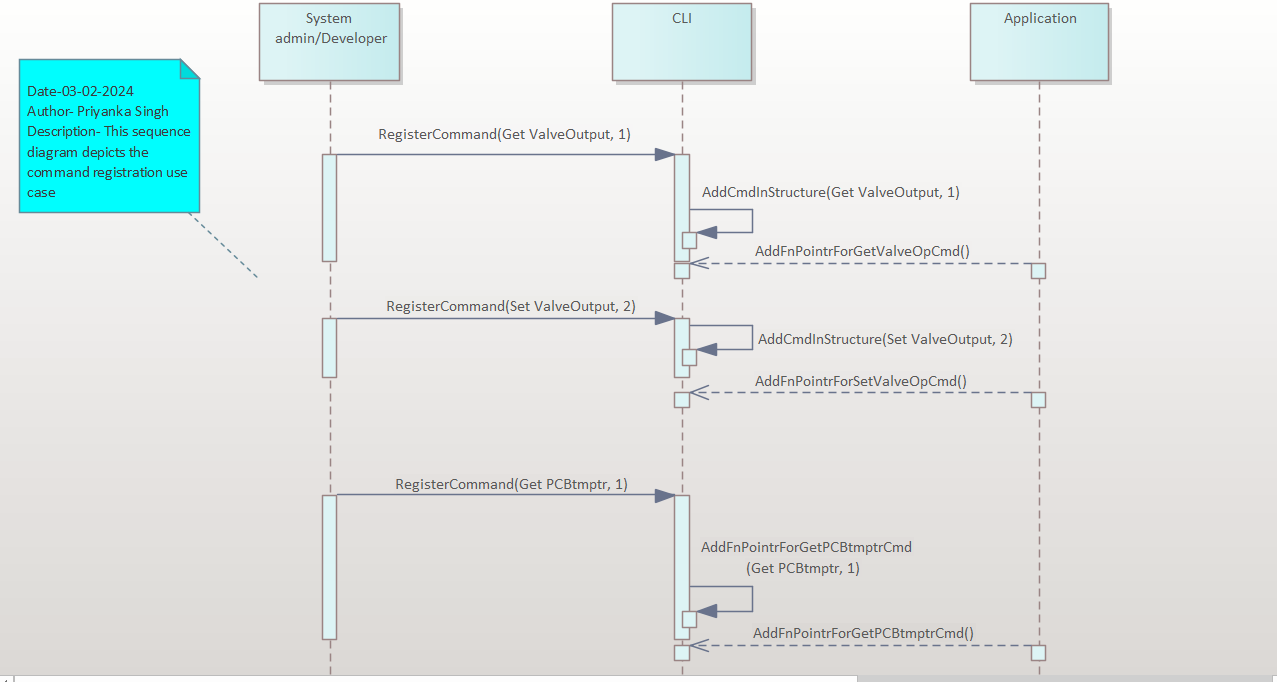 System
admin/Developer
CLI
Application
Date-03-02-2024
Author- Priyanka Singh
Description- This sequence
diagram depicts the
command registration use
case
RegisterCommand(Get ValveOutput, 1)
AddCmdInStructure(Get ValveOutput, 1)
AddFnPointrForGetValveOpCmd()
RegisterCommand(Set ValveOutput, 2)
AddCmdInStructure(Set ValveOutput, 2)
AddFnPointrForSetValveOpCmd()
RegisterCommand(Get PCBtmptr, 1)
AddFnPointrForGetPCBtmptrCmd
(Get PCBtmptr, 1)
AddFnPointrForGetPCBtmptrCmd()